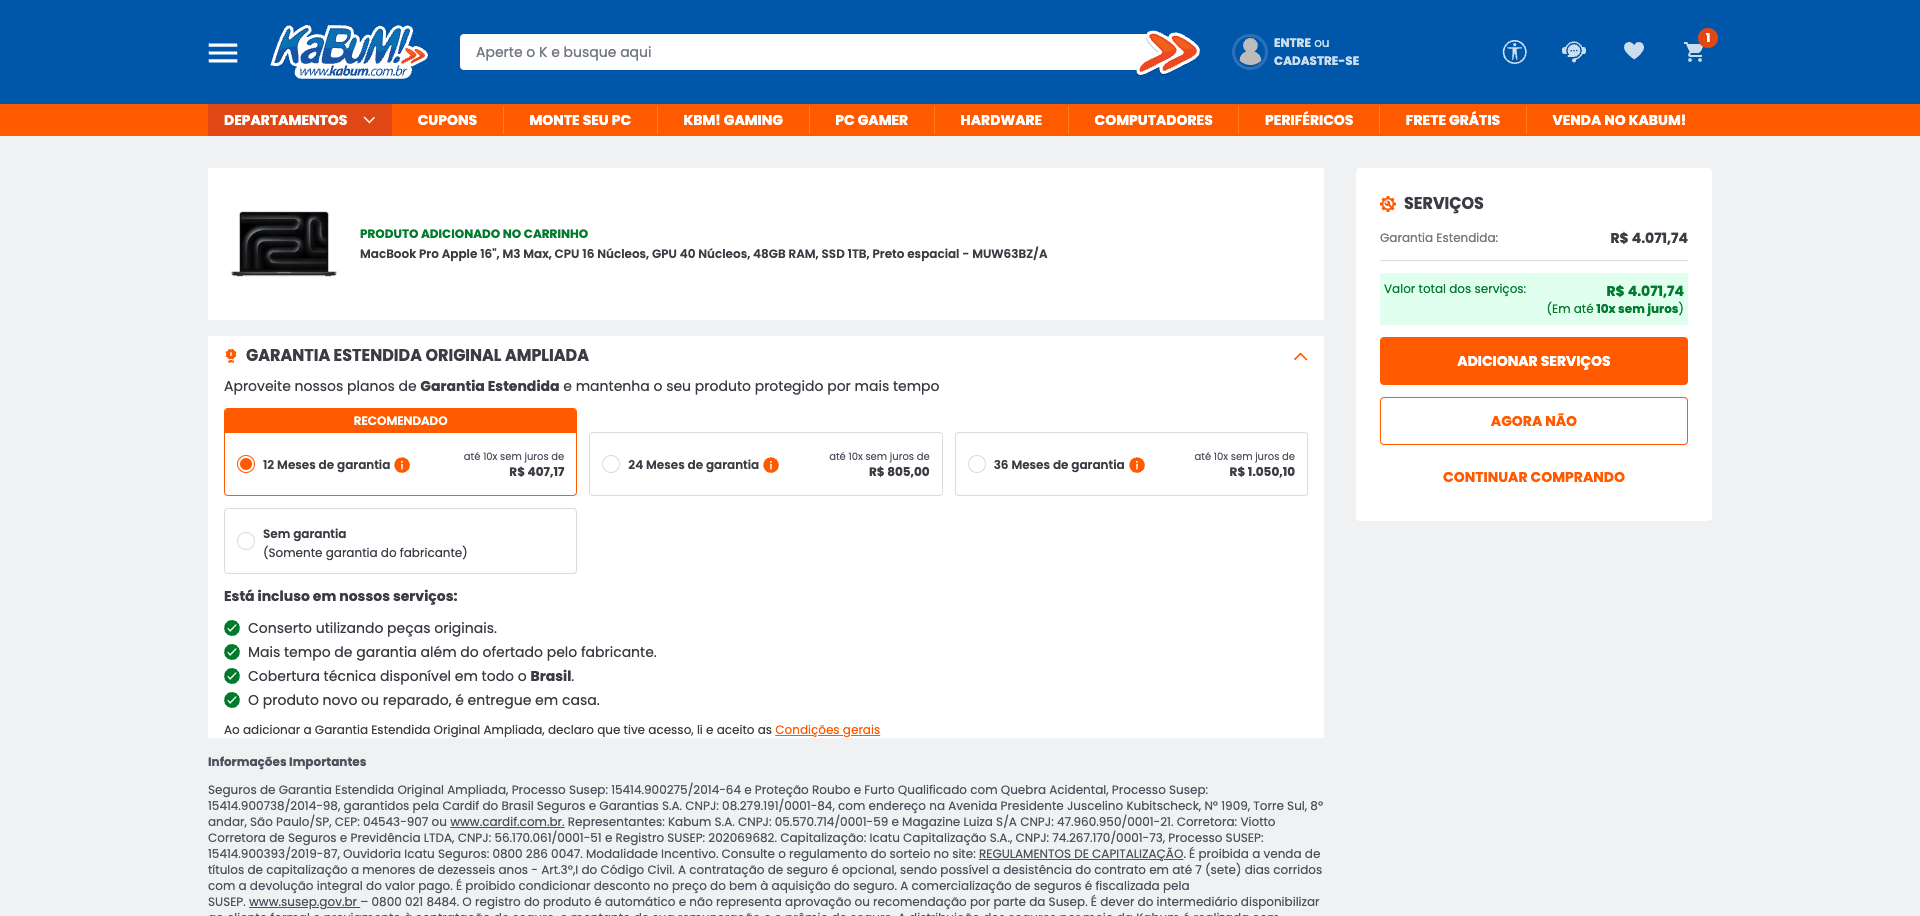 KaBuM!
www.kabum.com.br
Aperte o K e busque aqui
ENTRE ou
CADASTRE-SE
1
DEPARTAMENTOS
CUPONS
MONTE SEU PC
KBM! GAMING
PC GAMER
HARDWARE
COMPUTADORES
PERIFÉRICOS
FRETE GRÁTIS
VENDA NO KABUM!
PRODUTO ADICIONADO NO CARRINHO
MacBook Pro Apple 16", M3 Max, CPU 16 Núcleos, GPU 40 Núcleos, 48GB RAM, SSD 1TB, Preto espacial - MUW63BZ/A
GARANTIA ESTENDIDA ORIGINAL AMPLIADA
Aproveite nossos planos de Garantia Estendida e mantenha o seu produto protegido por mais tempo
RECOMENDADO
12 Meses de garantia
até 10x sem juros de
R$ 407,17
24 Meses de garantia
até 10x sem juros de
R$ 805,00
36 Meses de garantia
até 10x sem juros de
R$ 1.050,10
Sem garantia
(Somente garantia do fabricante)
Está incluso em nossos serviços:
Conserto utilizando peças originais.
Mais tempo de garantia além do ofertado pelo fabricante.
Cobertura técnica disponível em todo o Brasil.
O produto novo ou reparado, é entregue em casa.
Ao adicionar a Garantia Estendida Original Ampliada, declaro que tive acesso, li e aceito as Condições gerais
SERVIÇOS
Garantia Estendida:
R$ 4.071,74
Valor total dos serviços:
R$ 4.071,74
(Em até 10x sem juros)
ADICIONAR SERVIÇOS
AGORA NÃO
CONTINUAR COMPRANDO
Informações Importantes
Seguros de Garantia Estendida Original Ampliada, Processo Susep: 15414.900275/2014-64 e Proteção Roubo e Furto Qualificado com Quebra Acidental, Processo Susep:
15414.900738/2014-98, garantidos pela Cardif do Brasil Seguros e Garantias S.A. CNPJ: 08.279.191/0001-84, com endereço na Avenida Presidente Juscelino Kubitscheck, Nº 1909, Torre Sul, 8º
andar, São Paulo/SP, CEP: 04543-907 ou www.cardif.com.br. Representantes: Kabum S.A. CNPJ: 05.570.714/0001-59 e Magazine Luiza S/A CNPJ: 47.960.950/0001-21. Corretora: Viotto
Corretora de Seguros e Previdência LTDA, CNPJ: 56.170.061/0001-51 e Registro SUSEP: 202069682. Capitalização: Icatu Capitalização S.A., CNPJ: 74.267.170/0001-73, Processo SUSEP:
15414.900393/2019-87, Ouvidoria Icatu Seguros: 0800 286 0047. Modalidade Incentivo. Consulte o regulamento do sorteio no site: REGULAMENTOS DE CAPITALIZAÇÃO. É proibida a venda de
títulos de capitalização a menores de dezesseis anos - Art.3º,I do Código Civil. A contratação de seguro é opcional, sendo possível a desistência do contrato em até 7 (sete) dias corridos
com a devolução integral do valor pago. É proibido condicionar desconto no preço do bem à aquisição do seguro. A comercialização de seguros é fiscalizada pela
SUSEP. www.susep.gov.br – 0800 021 8484. O registro do produto é automático e não representa aprovação ou recomendação por parte da Susep. É dever do intermediário disponibilizar